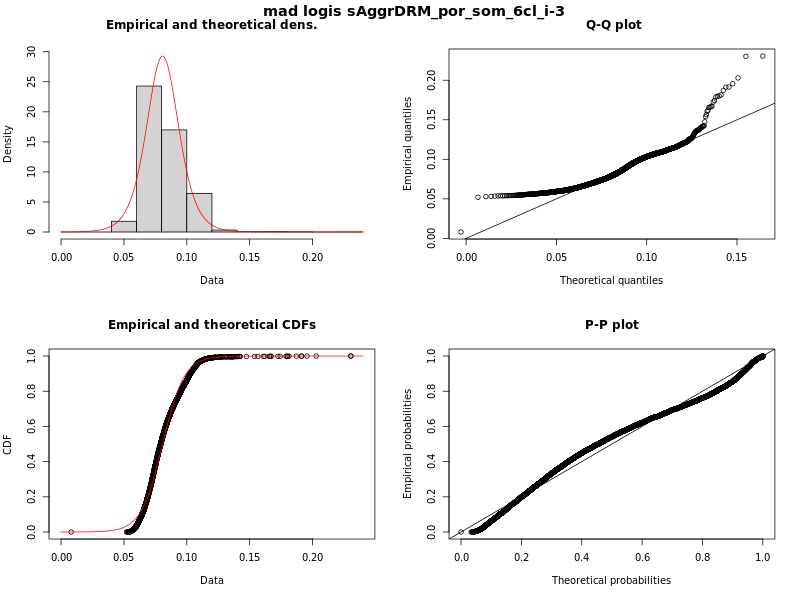 mad logis sAggrDRM_por_som_6cl_i-3
Empirical and theoretical dens.
Density
0 5 10 15 20 25 30
0.00 0.05 0.10 0.15 0.20
Data
Q-Q plot
Empirical quantiles
0.00 0.05 0.10 0.15 0.20
0.00 0.05 0.10 0.15
Theoretical quantiles
Empirical and theoretical CDFs
CDF
0.0 0.2 0.4 0.6 0.8 1.0
0.00 0.05 0.10 0.15 0.20
Data
P-P plot
Empirical probabilities
0.0 0.2 0.4 0.6 0.8 1.0
0.0 0.2 0.4 0.6 0.8 1.0
Theoretical probabilities